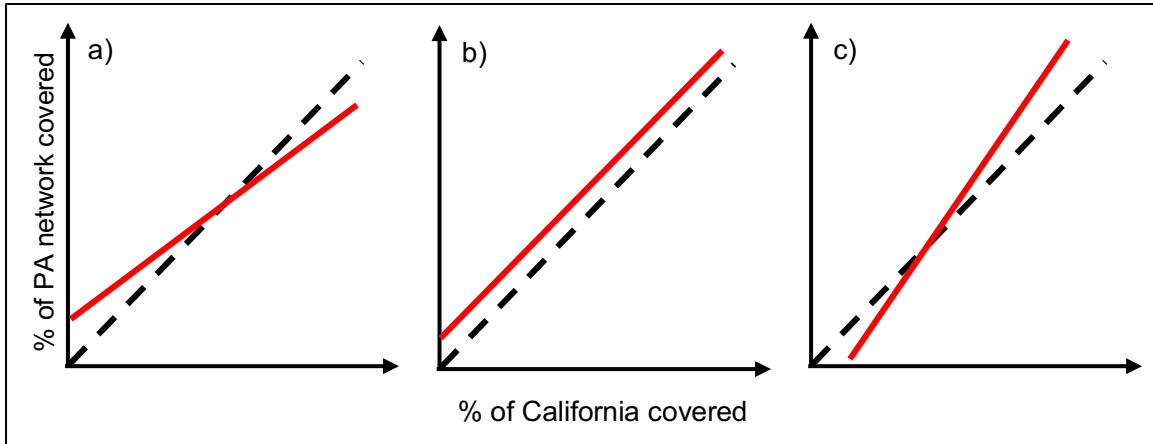 a)
b)
c)
% of PA network covered
% of California covered